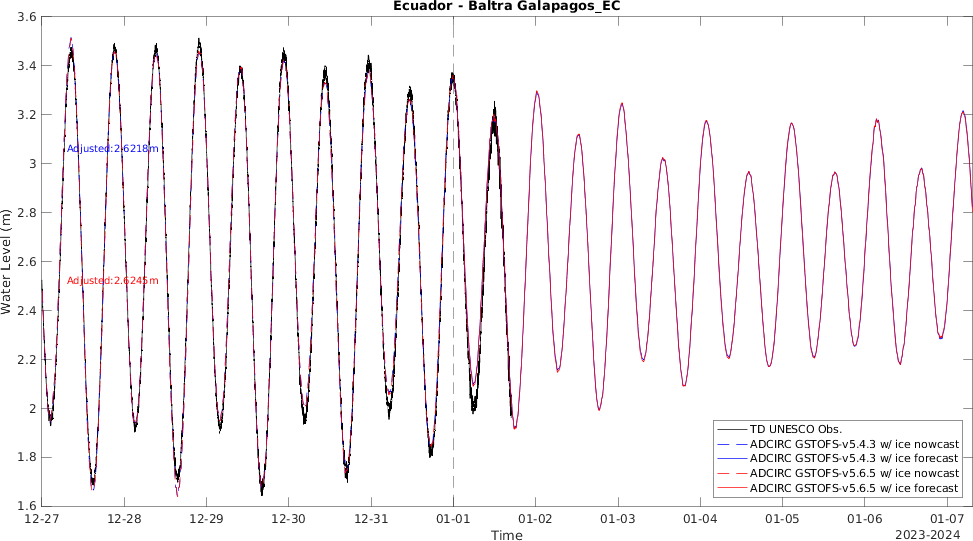 Ecuador - Baltra Galapagos_EC
3.6
3.4
3.2
3
2.8
2.6
2.4
2.2
2
1.8
1.6
Water Level (m)
Adjusted:2.6218m
Adjusted:2.6245m
TD UNESCO Obs.
ADCIRC GSTOFS-v5.4.3 w/ ice nowcast
ADCIRC GSTOFS-v5.4.3 w/ ice forecast
ADCIRC GSTOFS-v5.6.5 w/ ice nowcast
ADCIRC GSTOFS-v5.6.5 w/ ice forecast
12-27 12-28 12-29 12-30 12-31 01-01 01-02 01-03 01-04 01-05 01-06 01-07
Time
2023-2024